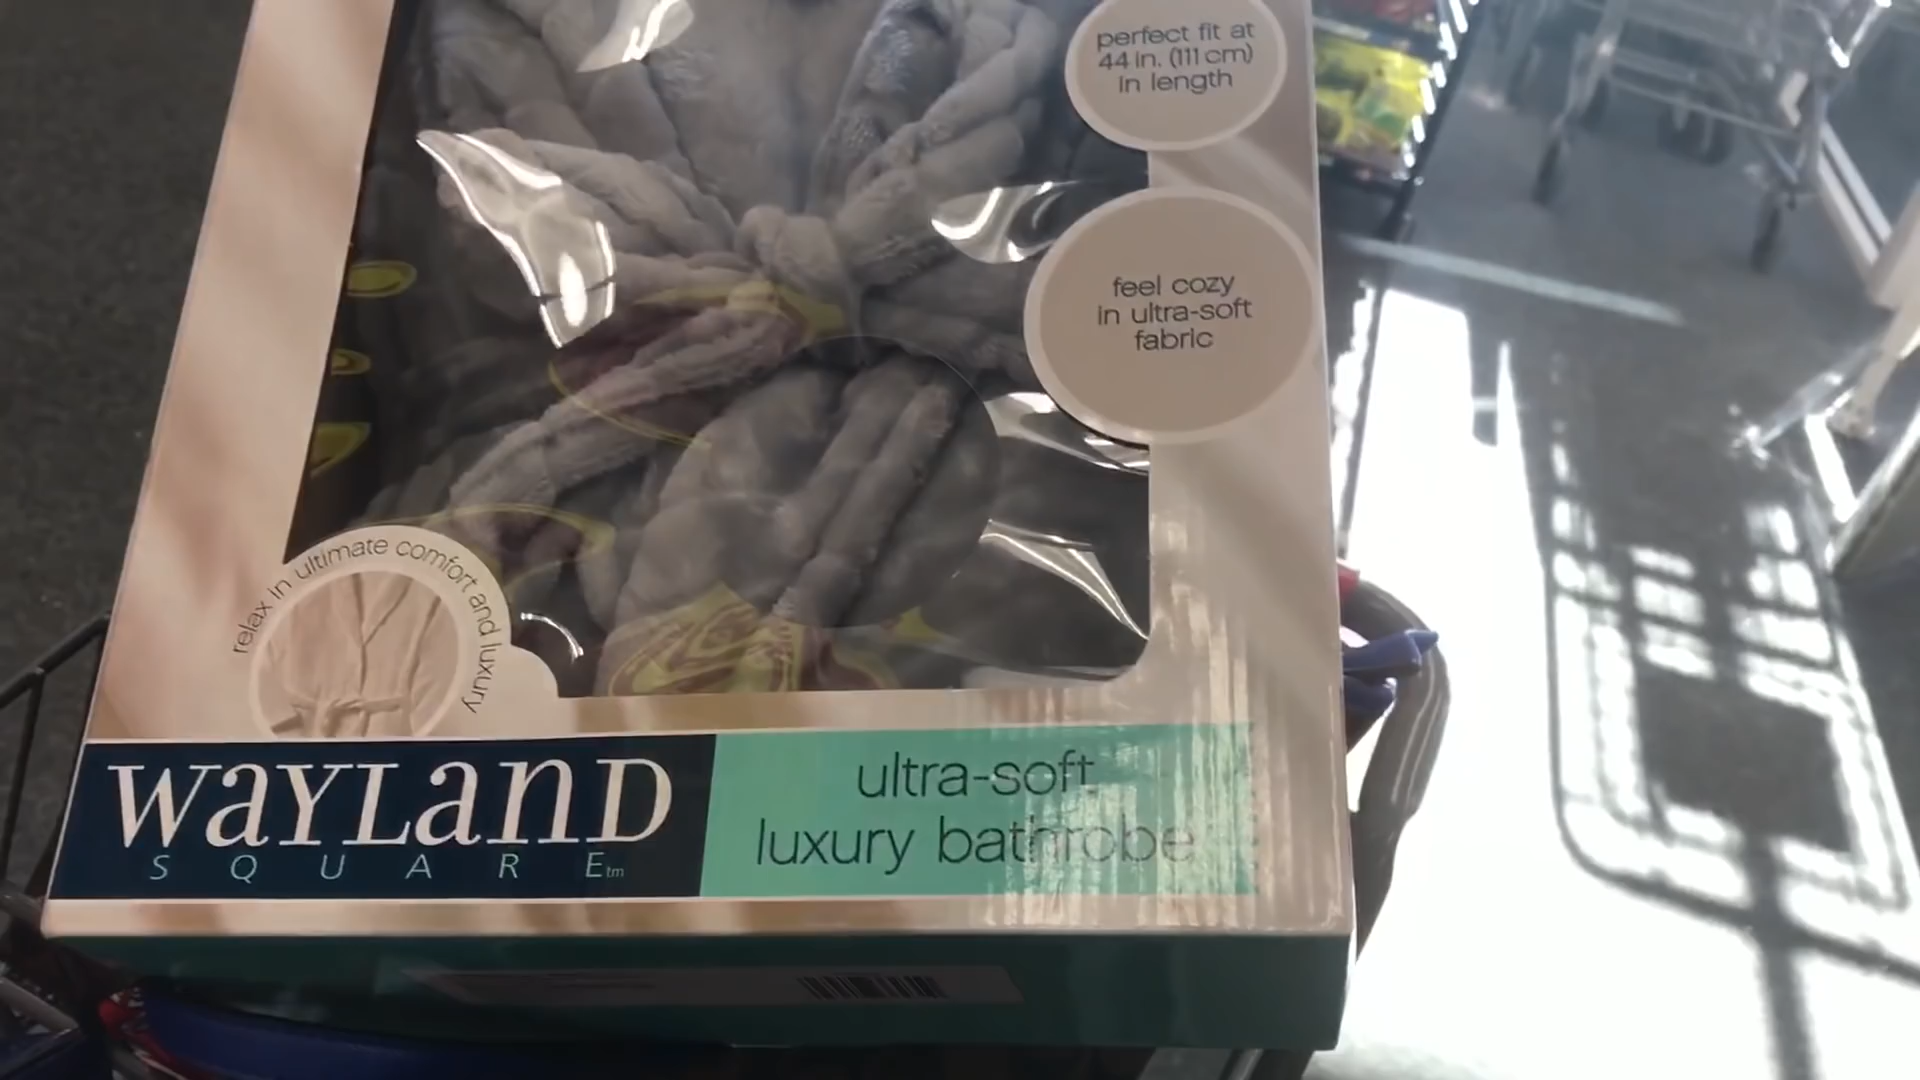 perfect fit at
44 in. (111 cm)
in length
feel cozy
in ultra-soft
fabric
relax in ultimate comfort and luxury
WaYLanD
SQUARE tm
ultra-soft
luxury bathrobe